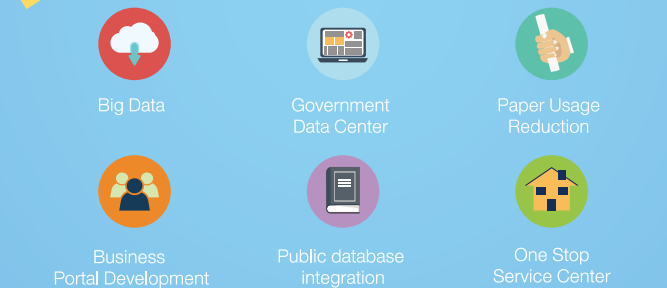 Big Data
Government
Data Center
Paper Usage
Reduction
Business
Portal Development
Public database
integration
One Stop
Service Center